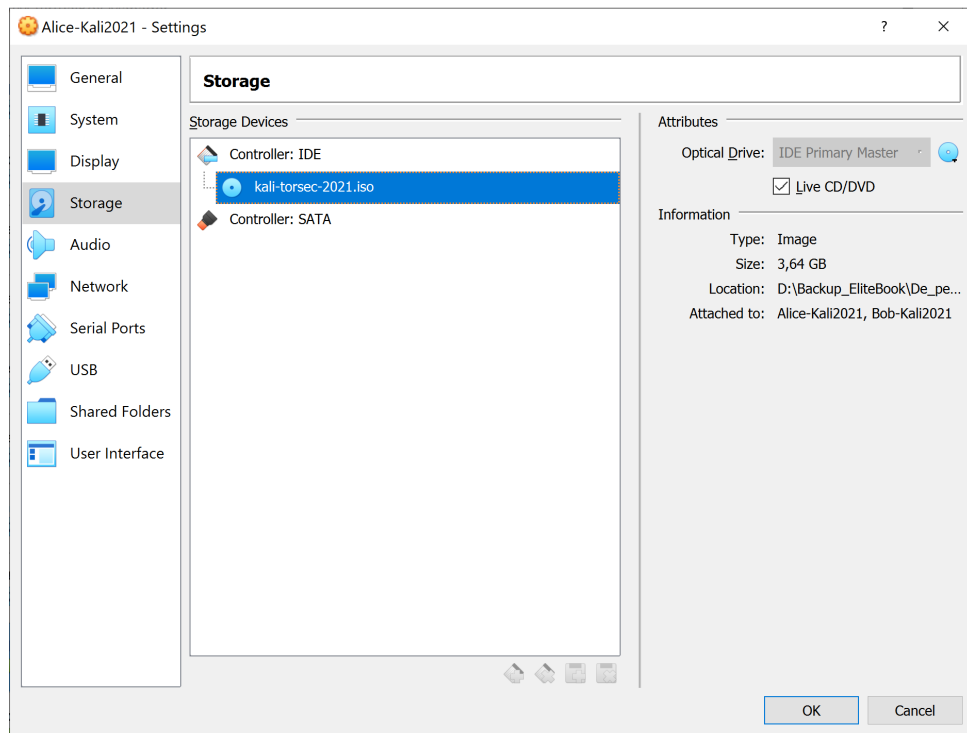 Alice-Kali2021 - Settings
?
General
System
Display
Storage
Audio
Network
Serial Ports
USB
Shared Folders
User Interface
Storage
Storage Devices
Controller: IDE
kali-torsec-2021.iso
Controller: SATA
Attributes
Optical Drive: IDE Primary Master
Live CD/DVD
Information
Type: Image
Size: 3,64 GB
Location: D:\Backup_EliteBook\De_pe...
Attached to: Alice-Kali2021, Bob-Kali2021
OK
Cancel